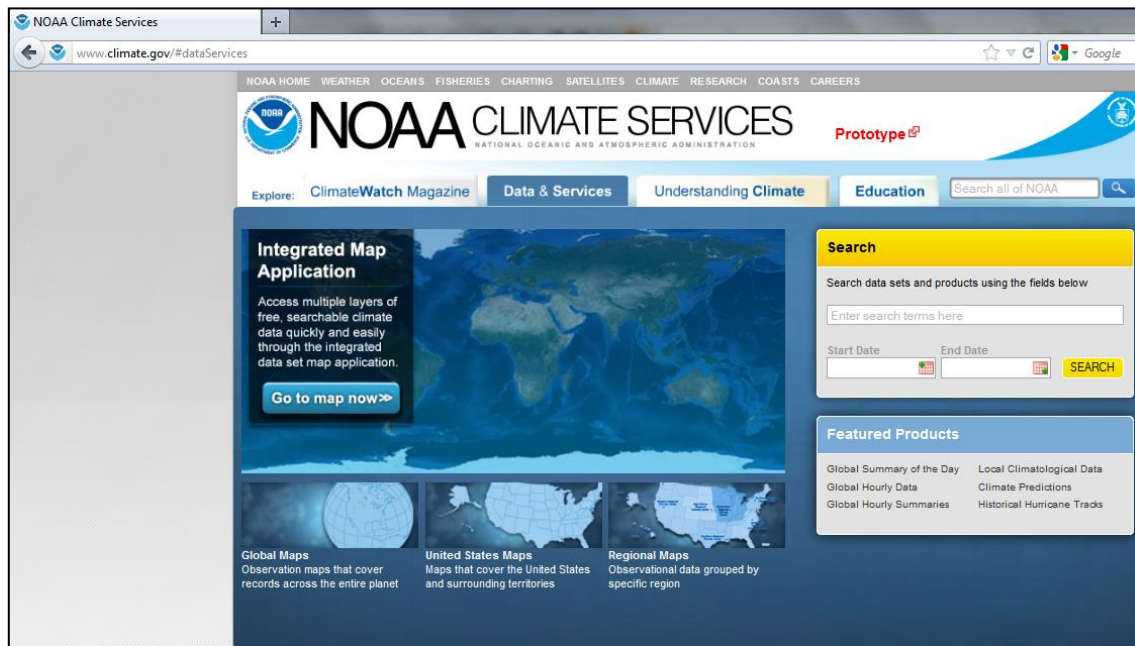 NOAA Climate Services
www.climate.gov/#dataServices
Google
NOAA HOME WEATHER OCEANS FISHERIES CHARTING SATELLITES CLIMATE RESEARCH COASTS CAREERS
NOAA
NOAA CLIMATE SERVICES
NATIONAL OCEANIC AND ATMOSPHERIC ADMINISTRATION
Prototype
Explore: ClimateWatch Magazine Data & Services Understanding Climate Education Search all of NOAA
Integrated Map
Application
Access multiple layers of
free, searchable climate
data quickly and easily
through the integrated
data set map application.
Go to map now>>
Search
Search data sets and products using the fields below
Enter search terms here
Start Date End Date
SEARCH
Featured Products
Global Summary of the Day Local Climatological Data
Global Hourly Data Climate Predictions
Global Hourly Summaries Historical Hurricane Tracks
Global Maps
Observation maps that cover
records across the entire planet
United States Maps
Maps that cover the United States
and surrounding territories
Regional Maps
Observational data grouped by
specific region